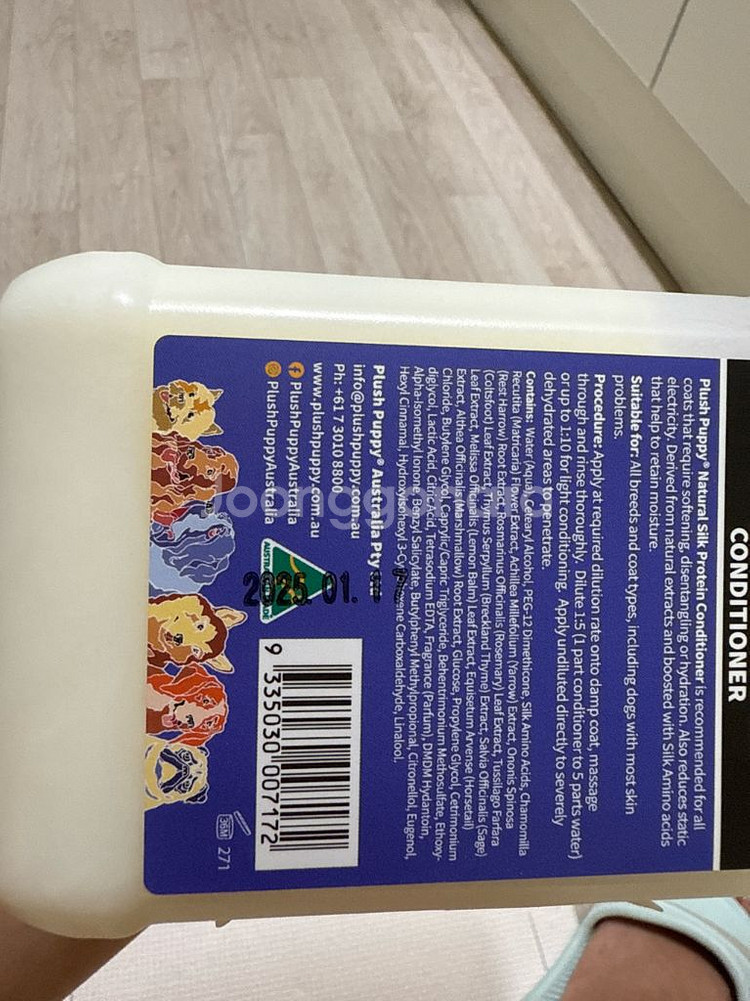 CONDITIONER
Plush Puppy® Natural Silk Protein Conditioner is recommended for all
coats that require softening, disentangling or hydration. Also reduces static
electricity. Derived from natural extracts and boosted with Silk Amino acids
that help to retain moisture.
Suitable for: All breeds and coat types, including dogs with most skin
problems.
Procedure: Apply at required dilution rate onto damp coat, massage
through and rinse thoroughly. Dilute 1:5 (1 part conditioner to 5 parts water)
or up to 1:10 for light conditioning. Apply undiluted directly to severely
dehydrated areas to penetrate.
Contains: Water (Aqua), Cetearyl Alcohol, PEG-12 Dimethicone, Silk Amino Acids, Chamomilla
Recutita (Matricaria) Flower Extract, Achillea Millefolium (Yarrow) Extract, Ononis Spinosa
(Rest Harrow) Root Extract, Rosmarinus Officinalis (Rosemary) Leaf Extract, Tussilago Farfara
(Coltsfoot) Leaf Extract, Thymus Serpyllum (Breckland Thyme) Extract, Salvia Officinalis (Sage)
Leaf Extract, Melissa Officinalis (Lemon Balm) Leaf Extract, Equisetum Arvense (Horsetail)
Extract, Althea Officinalis (Marshmallow) Root Extract, Glucose, Propylene Glycol, Cetrimonium
Chloride, Butylene Glycol, Caprylic/Capric Triglyceride, Behentrimonium Methosulfate, Ethoxy-
diglycol, Lactic Acid, Citric Acid, Tetrasodium EDTA, Fragrance (Parfum), DMDM Hydantoin,
Alpha-Isomethyl Ionone, Benzyl Salicylate, Butylphenyl Methylpropional, Citronellol, Eugenol,
Hexyl Cinnamal, Carboxaldehyde, Linalool.
Plush Puppy® Australia Pty
info@plushpuppy.com.au
Ph: +61 7 3010 8800
www.plushpuppy.com.au
PlushPuppyAustralia
PlushPuppyAustralia
2025. 01. 1
9 335030 007172
36M
271
loonggonggo